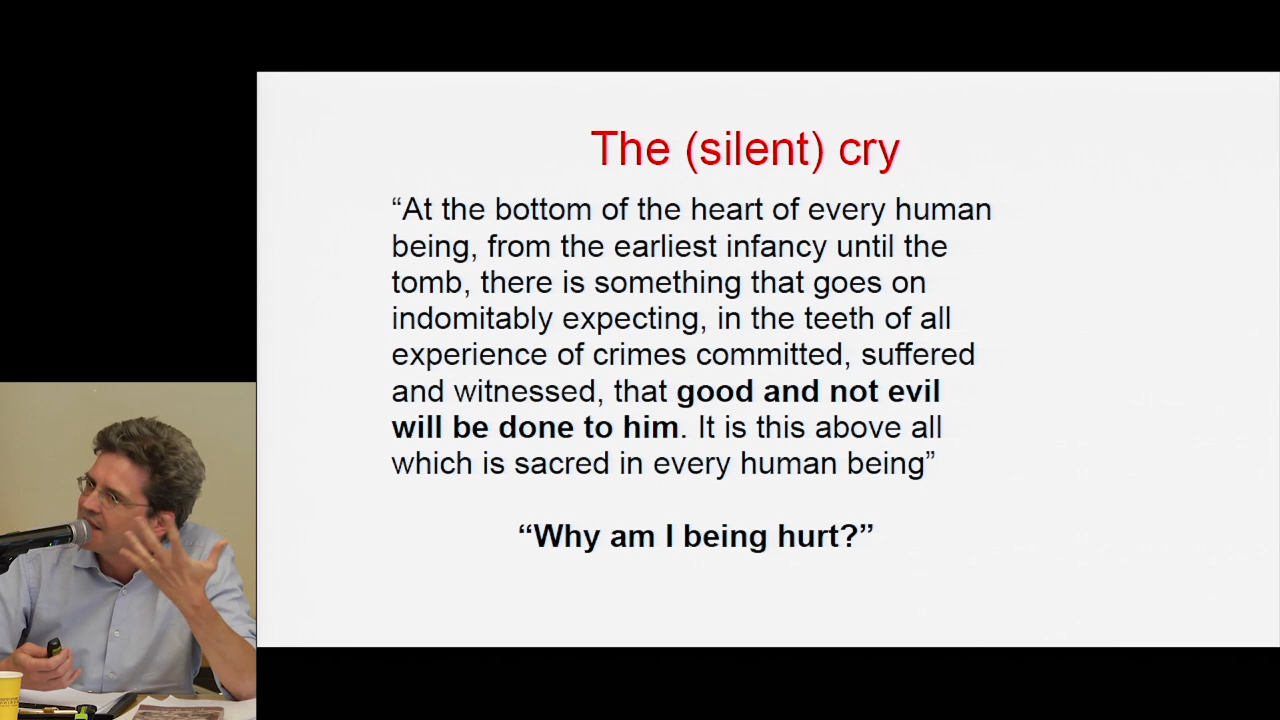 The (silent) cry
“At the bottom of the heart of every human
being, from the earliest infancy until the
tomb, there is something that goes on
indomitably expecting, in the teeth of all
experience of crimes committed, suffered
and witnessed, that good and not evil
will be done to him. It is this above all
which is sacred in every human being”
“Why am I being hurt?”